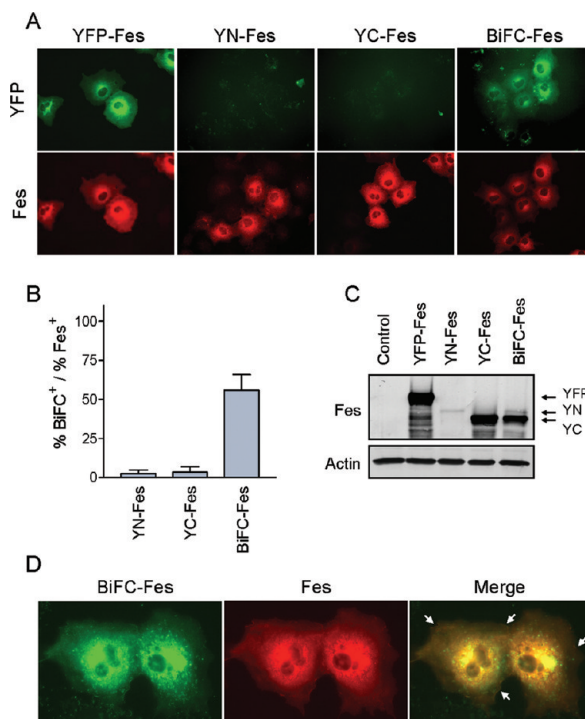 A
YFP-Fes YN-Fes YC-Fes BiFC-Fes
YFP
Fes
B
% BiFC+ / % Fes+
100
75
50
25
0
YN-Fes
YC-Fes
BiFC-Fes
C
Control
YFP-Fes
YN-Fes
YC-Fes
BiFC-Fes
Fes
YFP
YN
YC
Actin
D
BiFC-Fes Fes Merge